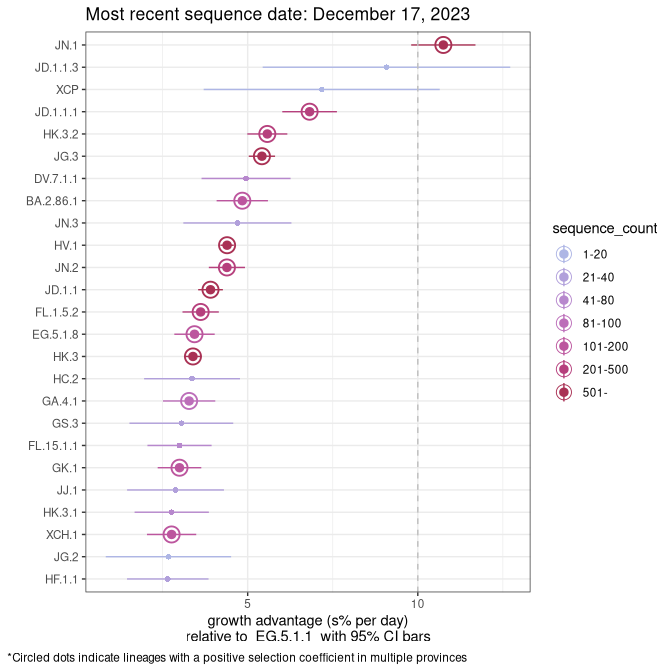 Most recent sequence date: December 17, 2023
JN.1
JD.1.1.3
XCP
JD.1.1.1
HK.3.2
JG.3
DV.7.1.1
BA.2.86.1
JN.3
HV.1
JN.2
JD.1.1
FL.1.5.2
EG.5.1.8
HK.3
HC.2
GA.4.1
GS.3
FL.15.1.1
GK.1
JJ.1
HK.3.1
XCH.1
JG.2
HF.1.1
5
10
growth advantage (s% per day)
relative to EG.5.1.1 with 95% CI bars
sequence_count
1-20
21-40
41-80
81-100
101-200
201-500
501-
*Circled dots indicate lineages with a positive selection coefficient in multiple provinces